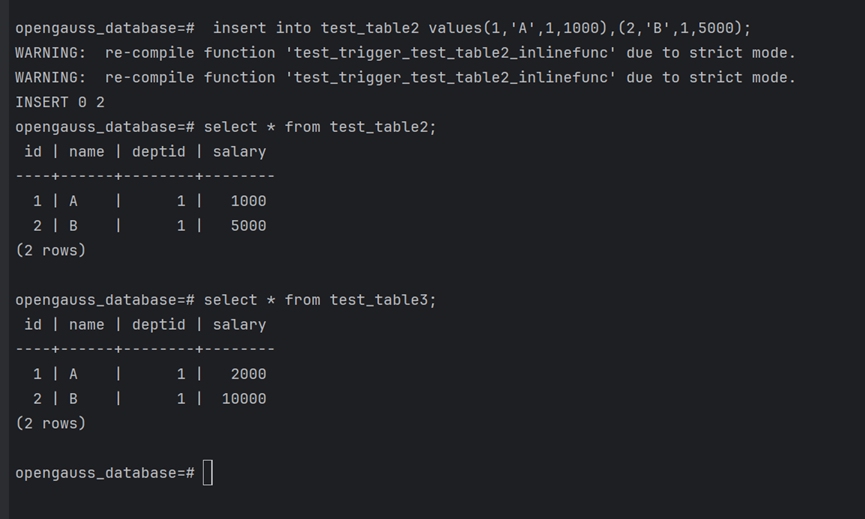 opengauss_database=#  insert into test_table2 values(1,'A',1,1000),(2,'B',1,5000);
WARNING:  re-compile function 'test_trigger_test_table2_inlinefunc' due to strict mode.
WARNING:  re-compile function 'test_trigger_test_table2_inlinefunc' due to strict mode.
INSERT 0 2
opengauss_database=# select * from test_table2;
 id | name | deptid | salary
----+------+--------+--------
  1 | A    |      1 |   1000
  2 | B    |      1 |   5000
(2 rows)

opengauss_database=# select * from test_table3;
 id | name | deptid | salary
----+------+--------+--------
  1 | A    |      1 |   2000
  2 | B    |      1 |  10000
(2 rows)

opengauss_database=#